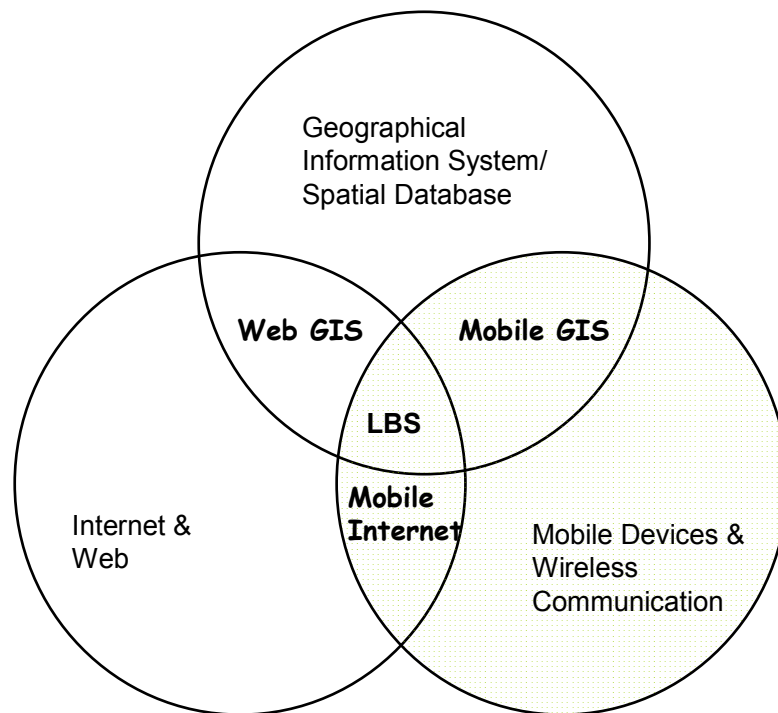 Geographical
Information System/
Spatial Database
Web GIS
Mobile GIS
LBS
Mobile
Internet
Internet &
Web
Mobile Devices &
Wireless
Communication